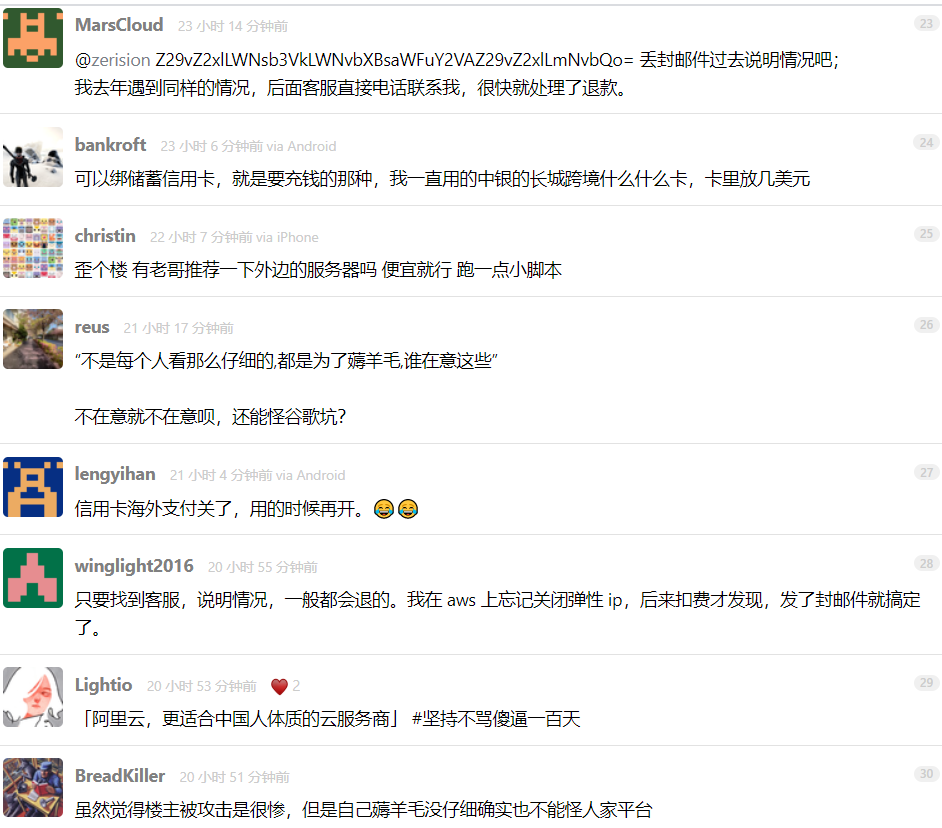 MarsCloud 23 小时 14 分钟前 23
@zerision Z29vZ2xlLWNsb3VkLWNvbXBsaWFuY2VAZ29vZ2xlLmNvbQo= 丢封邮件过去说明情况吧；
我去年遇到同样的情况，后面客服直接电话联系我，很快就处理了退款。
bankroft 23 小时 6 分钟前 via Android 24
可以绑储蓄信用卡，就是要充钱的那种，我一直用的中银的长城跨境什么什么卡，卡里放几美元
christin 22 小时 7 分钟前 via iPhone 25
歪个楼 有老哥推荐一下外边的服务器吗 便宜就行 跑一点小脚本
reus 21 小时 17 分钟前 26
“不是每个人看那么仔细的,都是为了薅羊毛,谁在意这些”
不在意就不在意呗，还能怪谷歌坑？
lengyihan 21 小时 4 分钟前 via Android 27
信用卡海外支付关了，用的时候再开。😂😂
winglight2016 20 小时 55 分钟前 28
只要找到客服，说明情况，一般都会退的。我在 aws 上忘记关闭弹性 ip，后来扣费才发现，发了封邮件就搞定
了。
Lightio 20 小时 53 分钟前 ♥ 2 29
「阿里云，更适合中国人体质的云服务商」 #坚持不骂傻逼一百天
BreadKiller 20 小时 51 分钟前 30
虽然觉得楼主被攻击是很惨，但是自己薅羊毛没仔细确实也不能怪人家平台